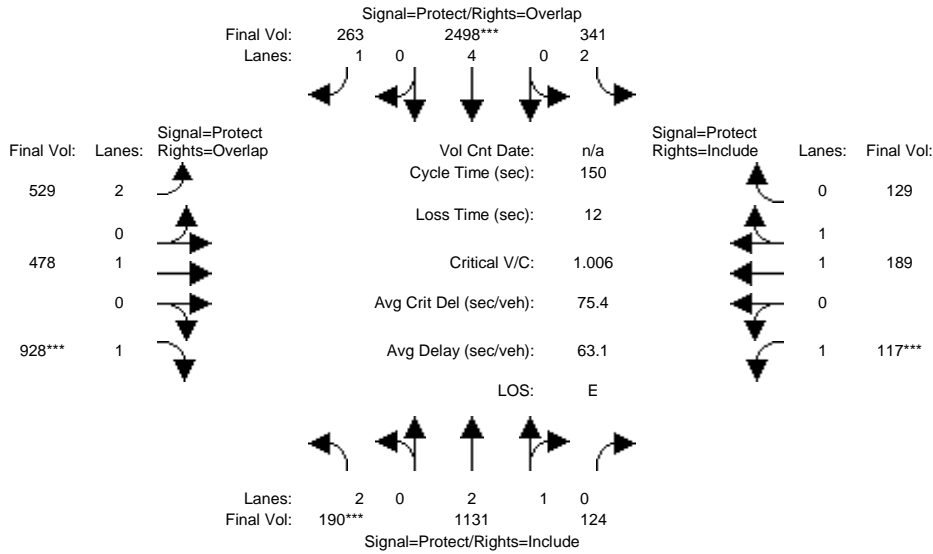 Signal=Protect/Rights=Overlap
Final Vol: 263 2498*** 341
Lanes: 1 0 4 0 2
Signal=Protect
Final Vol: Lanes: Rights=Overlap
Vol Cnt Date: n/a
Signal=Protect
Rights=Include Lanes: Final Vol:
Cycle Time (sec): 150
529 2
0 129
Loss Time (sec): 12
0
1
478 1
Critical V/C: 1.006
1 189
0
Avg Crit Del (sec/veh): 75.4
0
928*** 1
Avg Delay (sec/veh): 63.1
1 117***
LOS: E
Lanes: 2 0 2 1 0
Final Vol: 190*** 1131 124
Signal=Protect/Rights=Include